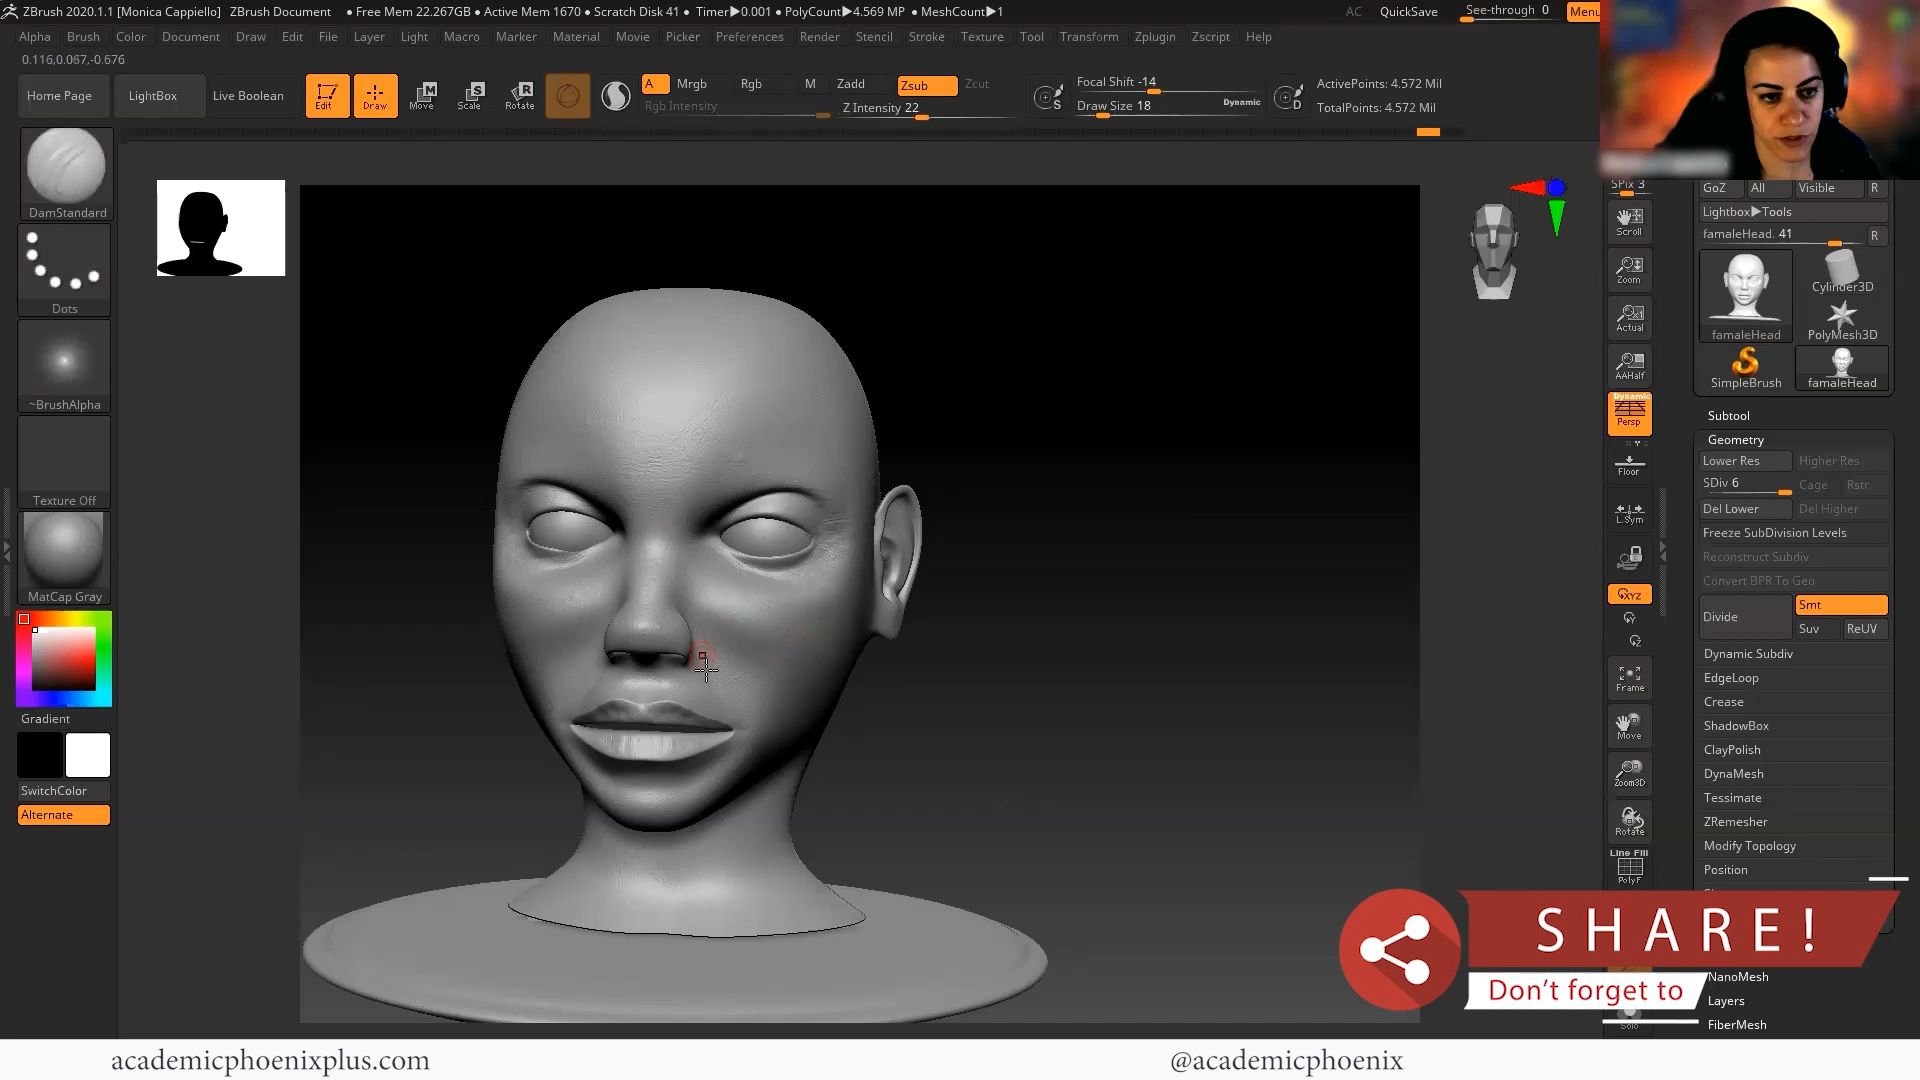 ZBrush 2020.1.1 [Monica Cappiello] ZBrush Document • Free Mem 22.267GB • Active Mem 1670 • Scratch Disk 41 • Timer▶0.001 • PolyCount▶4.569 MP • MeshCount▶1 AC QuickSave See-through 0 Menu
Alpha Brush Color Document Draw Edit File Layer Light Macro Marker Material Movie Picker Preferences Render Stencil Stroke Texture Tool Transform Zplugin Zscript Help
0.116,0.067,-0.676
Home Page LightBox Live Boolean Edit Draw Move Scale Rotate
A Mrgb Rgb M Zadd Zsub Zcut
Rgb Intensity Z Intensity 22
Focal Shift -14
Draw Size 18 Dynamic
S D
ActivePoints: 4.572 Mil
TotalPoints: 4.572 Mil
DamStandard
Dots
~BrushAlpha
Texture Off
MatCap Gray
Gradient
SwitchColor
Alternate
SPix 3
Scroll
Zoom
Actual
AAHalf
Dynamic
Persp
Floor
L.Sym
XYZ
Frame
Move
Zoom3D
Rotate
Line Fill
PolyF
Solo
GoZ All Visible R
Lightbox▶Tools
famaleHead. 41 R
famaleHead
Cylinder3D
PolyMesh3D
SimpleBrush
famaleHead
Subtool
Geometry
Lower Res Higher Res
SDiv 6 Cage Rstr
Del Lower Del Higher
Freeze SubDivision Levels
Reconstruct Subdiv
Convert BPR To Geo
Divide Smt
Suv ReUV
Dynamic Subdiv
EdgeLoop
Crease
ShadowBox
ClayPolish
DynaMesh
Tessimate
ZRemesher
Modify Topology
Position
NanoMesh
Layers
FiberMesh
SHARE!
Don't forget to
academicphoenixplus.com
@academicphoenix